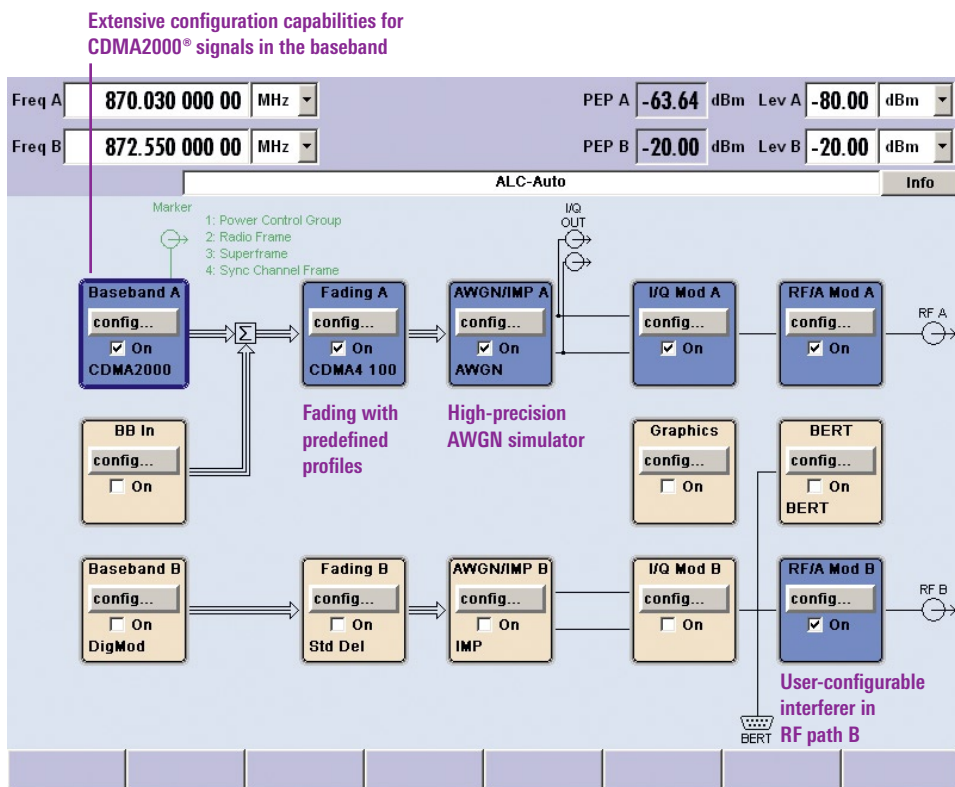 Extensive configuration capabilities for
CDMA2000® signals in the baseband
Freq A 870.030 000 00 MHz PEP A -63.64 dBm Lev A -80.00 dBm
Freq B 872.550 000 00 MHz PEP B -20.00 dBm Lev B -20.00 dBm
ALC-Auto Info
Marker
1: Power Control Group
2: Radio Frame
3: Superframe
4: Sync Channel Frame
I/Q
OUT
Baseband A
config...
On
CDMA2000
Fading A
config...
On
CDMA4 100
AWGN/IMP A
config...
On
AWGN
I/Q Mod A
config...
On
RF/A Mod A
config...
On
RF A
Fading with
predefined
profiles
High-precision
AWGN simulator
BB In
config...
On
Graphics
config...
On
BERT
config...
On
BERT
Baseband B
config...
On
DigMod
Fading B
config...
On
Std Del
AWGN/IMP B
config...
On
IMP
I/Q Mod B
config...
On
RF/A Mod B
config...
On
RF B
User-configurable
interferer in
RF path B
BERT